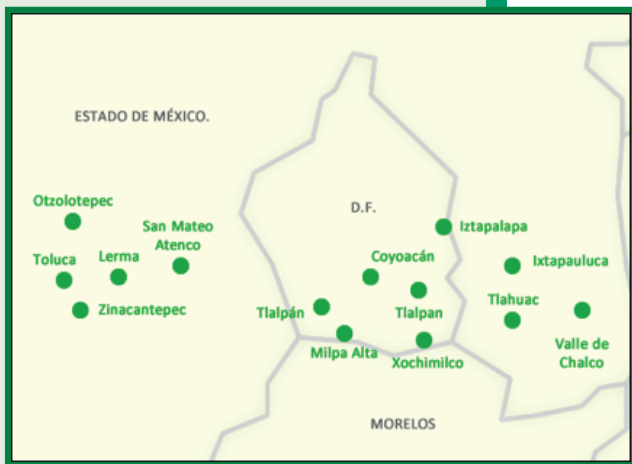 ESTADO DE MÉXICO.
D.F.
Otzolotepec
San Mateo
Atenco
Iztapalapa
Toluca
Lerma
Coyoacán
Ixtapauluca
Zinacantepec
Tlalpán
Tlalpan
Tlahuac
Milpa Alta
Xochimilco
Valle de
Chalco
MORELOS